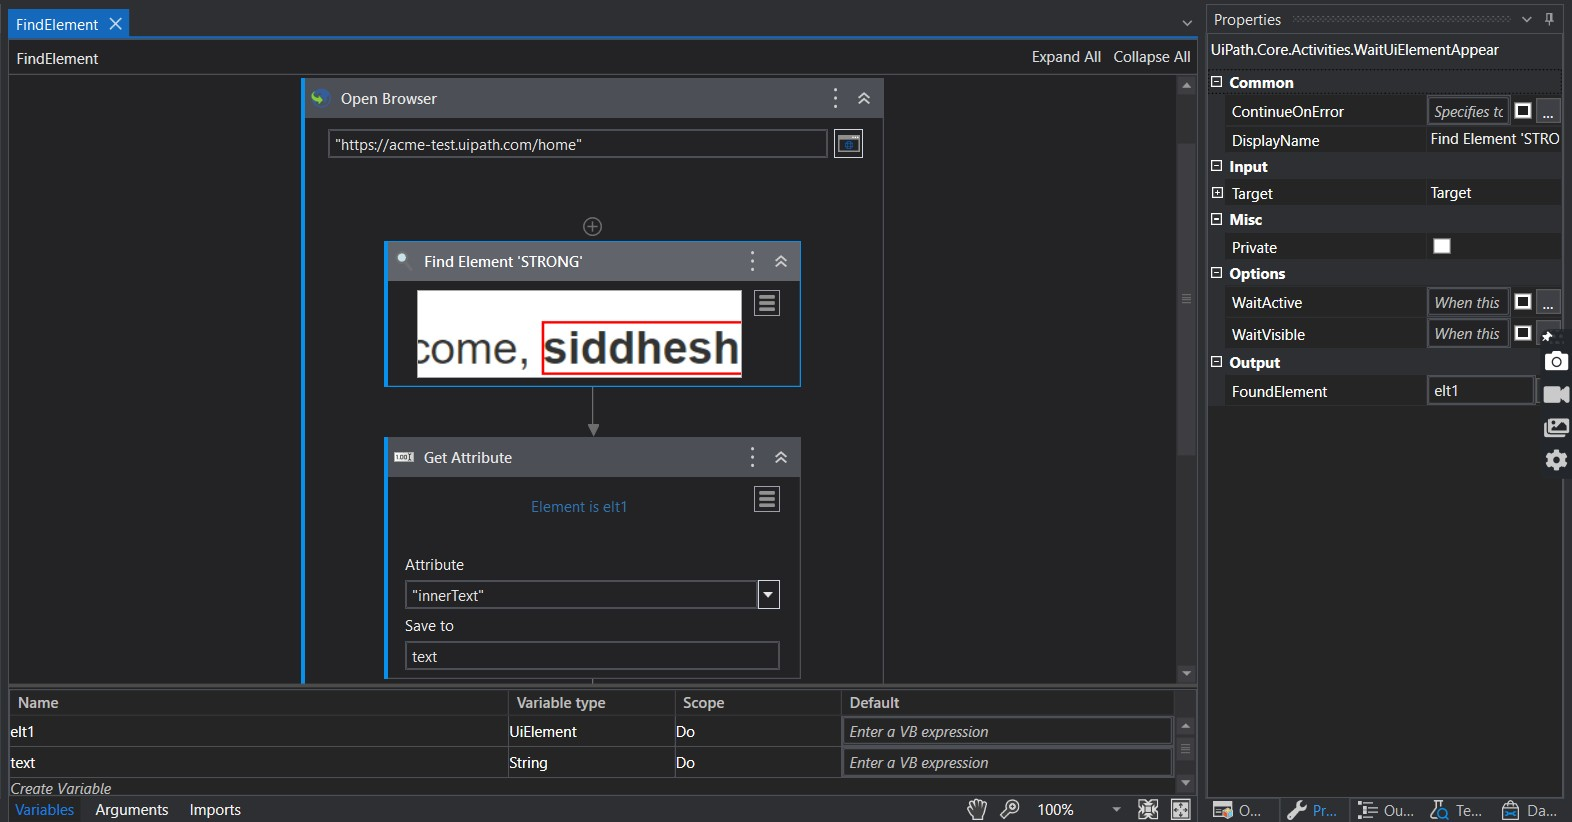 FindElement
FindElement
Expand All Collapse All
Open Browser
"https://acme-test.uipath.com/home"
Find Element 'STRONG'
come, siddhesh
Get Attribute
Element is elt1
Attribute
"innerText"
Save to
text
Name Variable type Scope Default
elt1 UiElement Do Enter a VB expression
text String Do Enter a VB expression
Create Variable
Variables Arguments Imports 100%
Properties
UiPath.Core.Activities.WaitUiElementAppear
Common
ContinueOnError Specifies to ...
DisplayName Find Element 'STRO
Input
Target Target
Misc
Private
Options
WaitActive When this ...
WaitVisible When this
Output
FoundElement elt1
O... Pr... Ou... Te... Da...